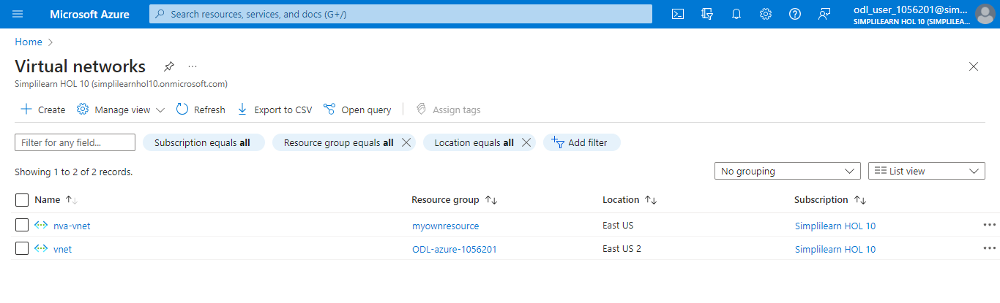 Microsoft Azure Search resources, services, and docs (G+/) odl_user_1056201@sim...
SIMPLILEARN HOL 10 (SIMPLILEA...
Home
Virtual networks ...
Simplilearn HOL 10 (simplilearnhol10.onmicrosoft.com)
Create Manage view Refresh Export to CSV Open query Assign tags
Filter for any field... Subscription equals all Resource group equals all Location equals all Add filter
Showing 1 to 2 of 2 records. No grouping List view
Name Resource group Location Subscription
nva-vnet myownresource East US Simplilearn HOL 10
vnet ODL-azure-1056201 East US 2 Simplilearn HOL 10